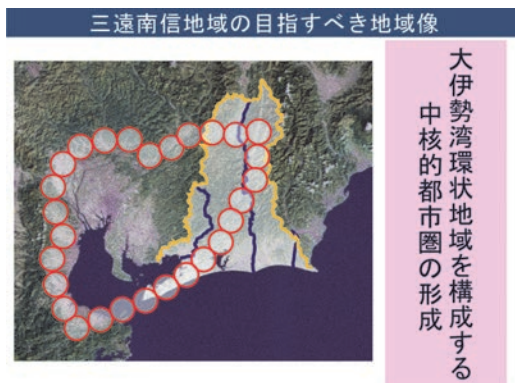 三遠南信地域の目指すべき地域像
大伊勢湾環状地域を構成する
中核的都市圏の形成